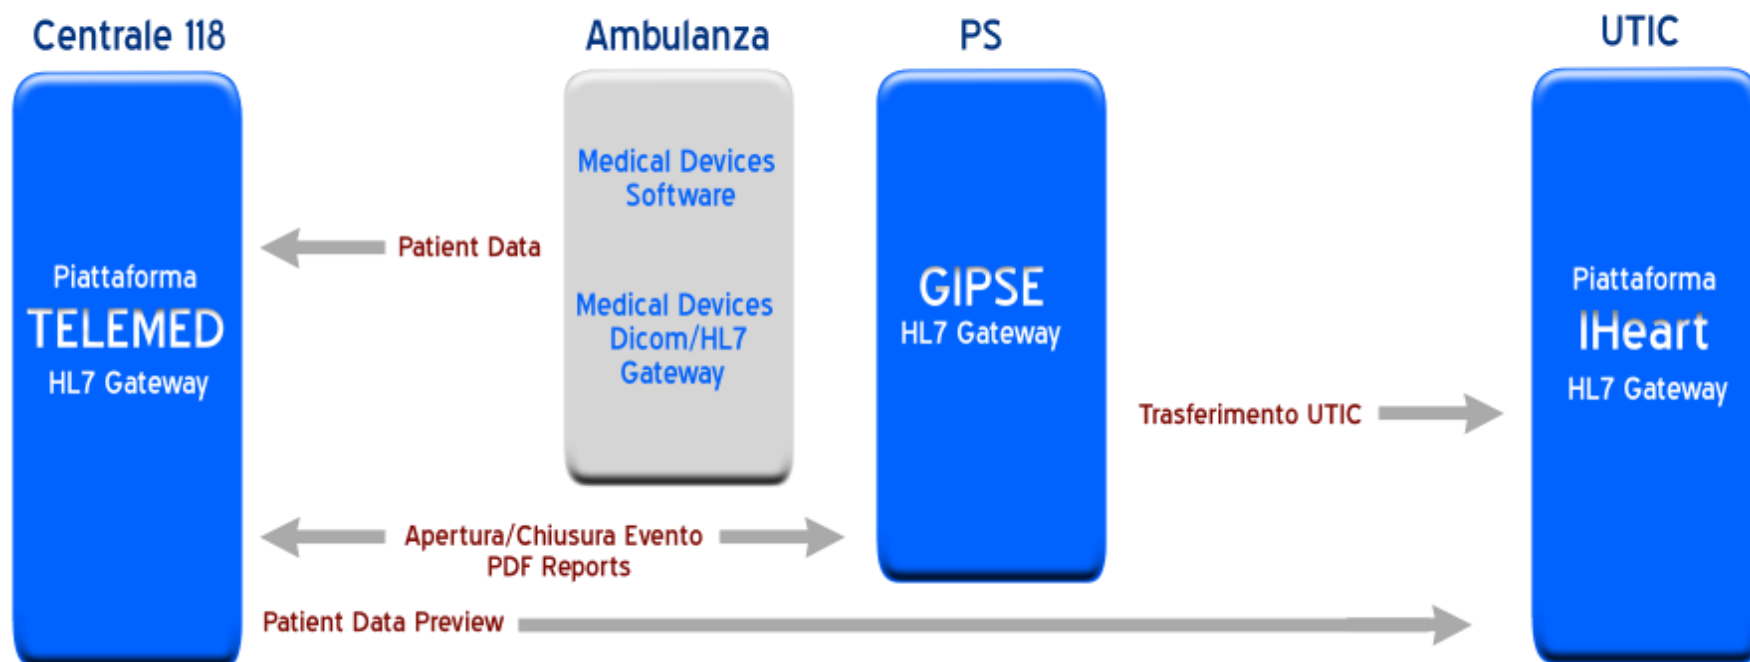 Centrale 118
Ambulanza
PS
UTIC
Medical Devices
Software
Patient Data
Medical Devices
Dicom/HL7
Gateway
Piattaforma
TELEMED
HL7 Gateway
GIPSE
HL7 Gateway
Piattaforma
IHeart
HL7 Gateway
Trasferimento UTIC
Apertura/Chiusura Evento
PDF Reports
Patient Data Preview